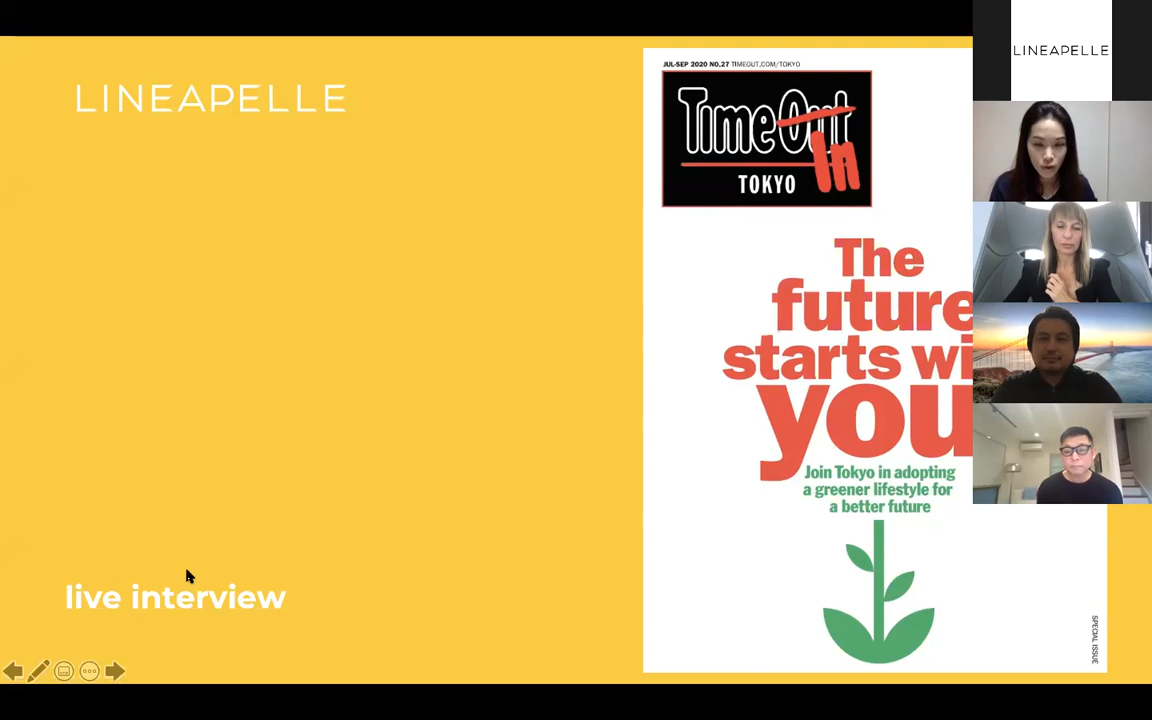 LINEAPELLE
live interview
JUL-SEP 2020 NO.27 TIMEOUT.COM/TOKYO
Time Out
In
TOKYO
The
future
starts wi
you
Join Tokyo in adopting
a greener lifestyle for
a better future
SPECIAL ISSUE
LINEAPELLE